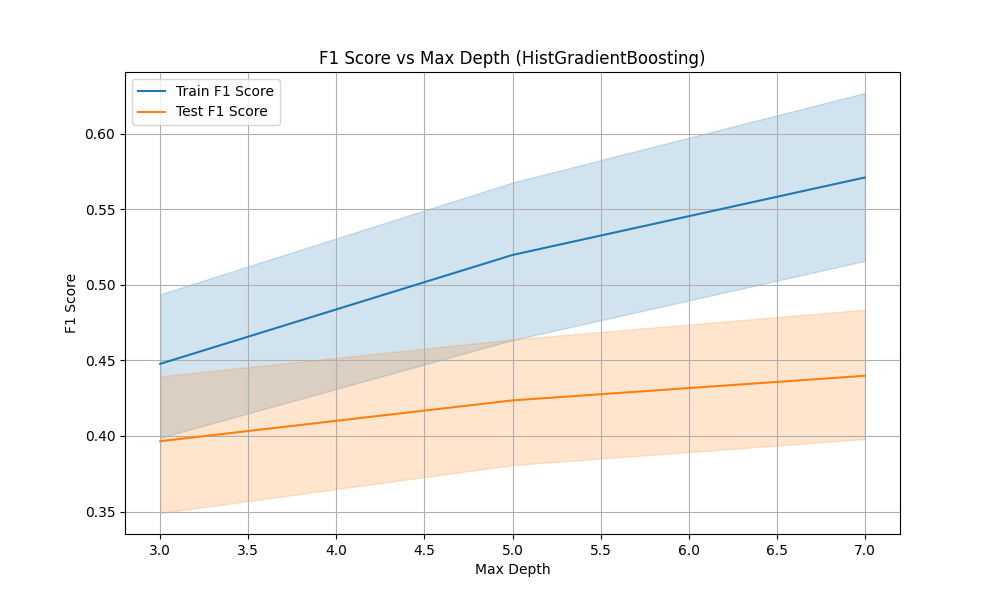 F1 Score vs Max Depth (HistGradientBoosting)
Train F1 Score
Test F1 Score
F1 Score
0.60
0.55
0.50
0.45
0.40
0.35
3.0 3.5 4.0 4.5 5.0 5.5 6.0 6.5 7.0
Max Depth